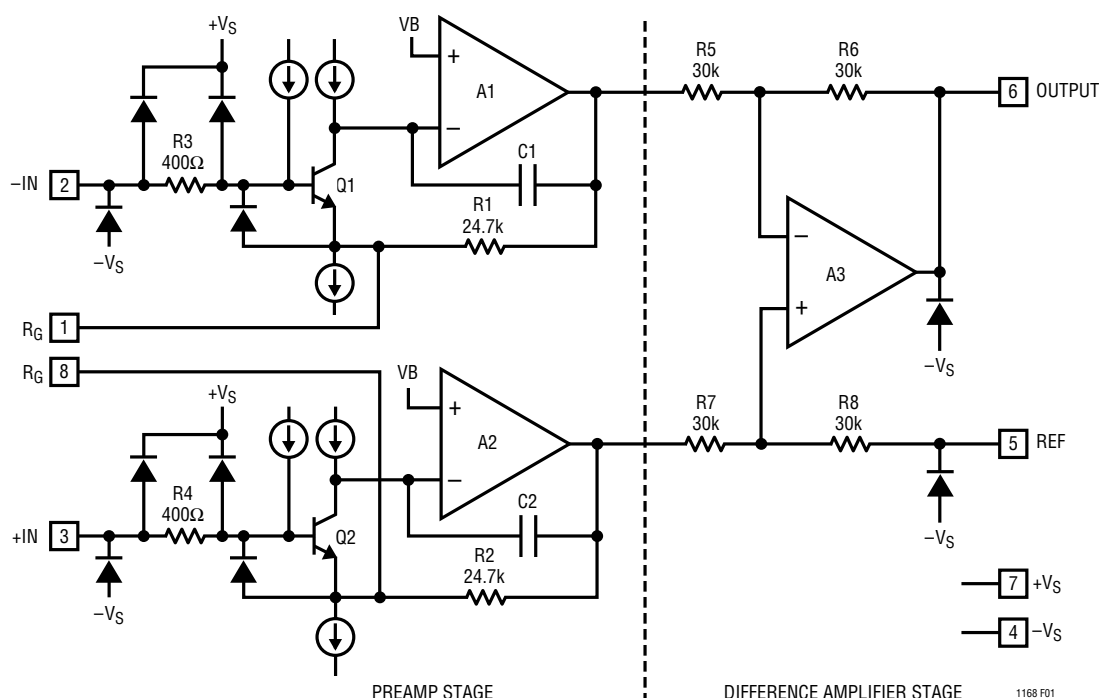 +VS
VB
R5
30k
R6
30k
6 OUTPUT
+
A1
−
R3
400Ω
C1
−IN 2
Q1
R1
24.7k
−VS
−
A3
+
RG 1
RG 8
−VS
+VS
VB
R7
30k
R8
30k
+
A2
−
5 REF
R4
400Ω
C2
+IN 3
Q2
R2
24.7k
−VS
−VS
7 +VS
4 −VS
PREAMP STAGE
DIFFERENCE AMPLIFIER STAGE
1168 F01